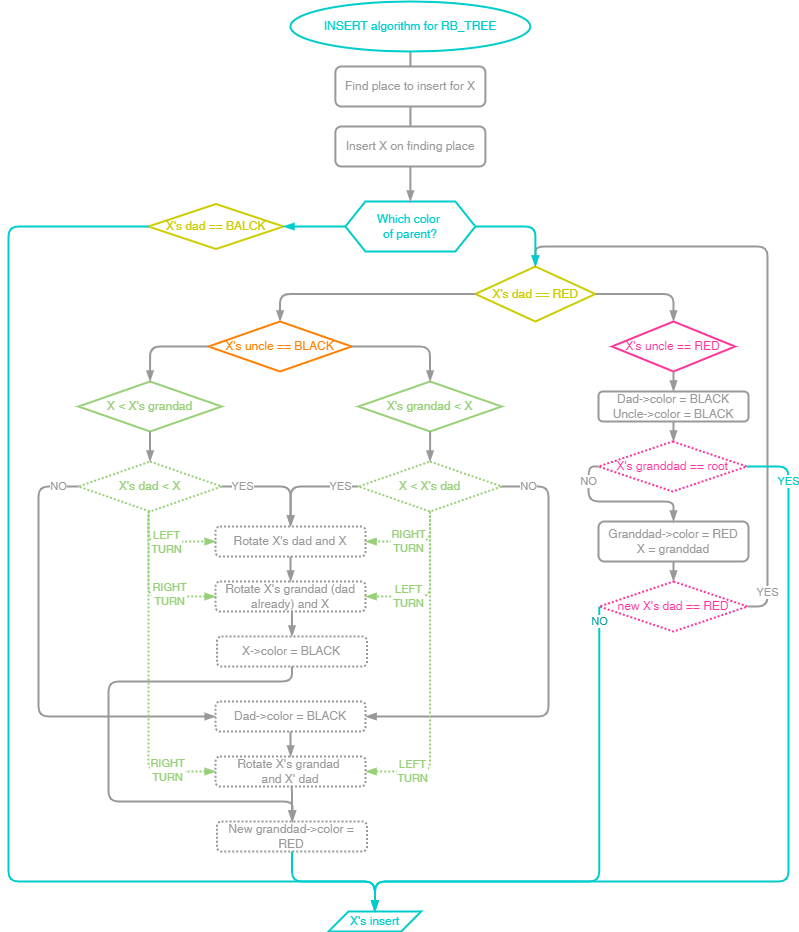 INSERT algorithm for RB_TREE
Find place to insert for X
Insert X on finding place
Which color
of parent?
X's dad == BALCK
X's dad == RED
X's uncle == BLACK
X's uncle == RED
X < X's grandad
X's grandad < X
Dad->color = BLACK
Uncle->color = BLACK
X's granddad == root
NO
X's dad < X
YES
YES
X < X's dad
NO
NO
YES
LEFT
TURN
Rotate X's dad and X
RIGHT
TURN
Granddad->color = RED
X = granddad
RIGHT
TURN
Rotate X's grandad (dad
already) and X
LEFT
TURN
YES
new X's dad == RED
NO
X->color = BLACK
Dad->color = BLACK
RIGHT
TURN
Rotate X's grandad
and X' dad
LEFT
TURN
New granddad->color =
RED
X's insert